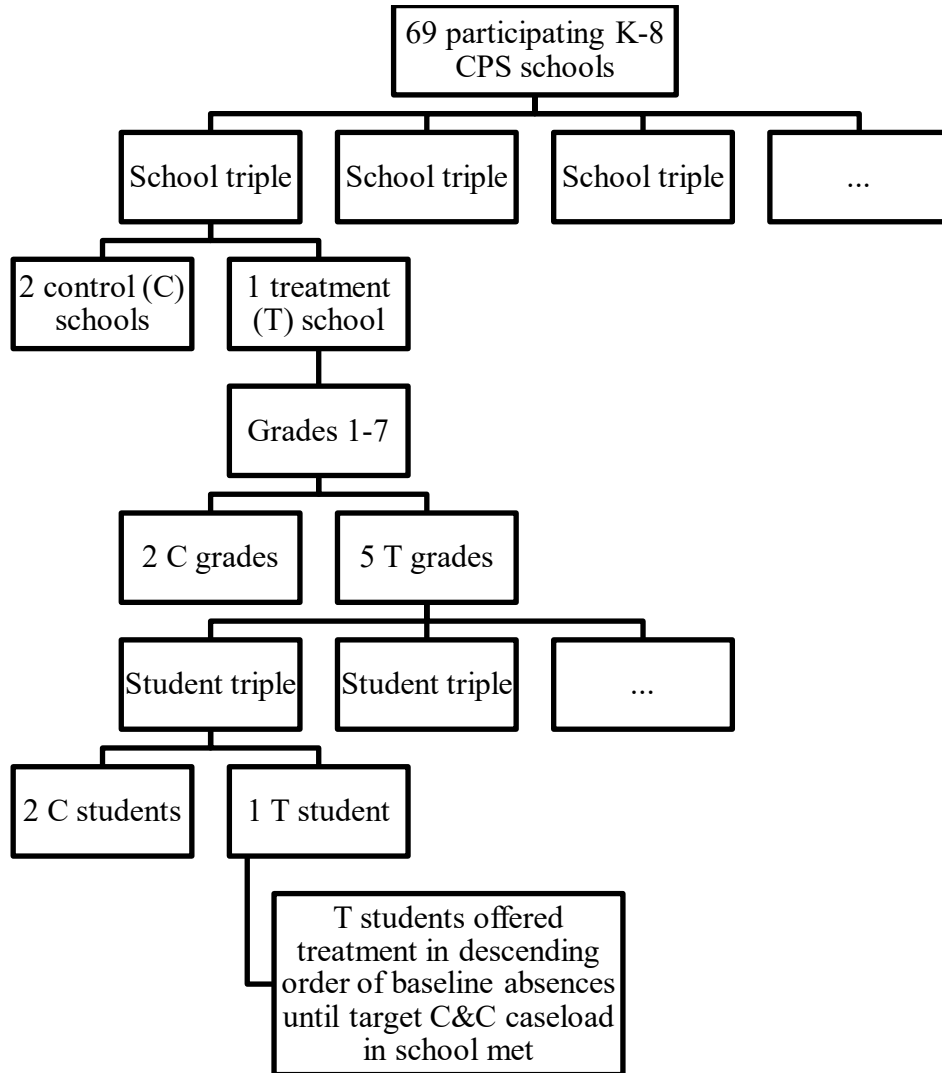 69 participating K-8
CPS schools
School triple
School triple
School triple
...
2 control (C)
schools
1 treatment
(T) school
Grades 1-7
2 C grades
5 T grades
Student triple
Student triple
...
2 C students
1 T student
T students offered
treatment in descending
order of baseline absences
until target C&C caseload
in school met